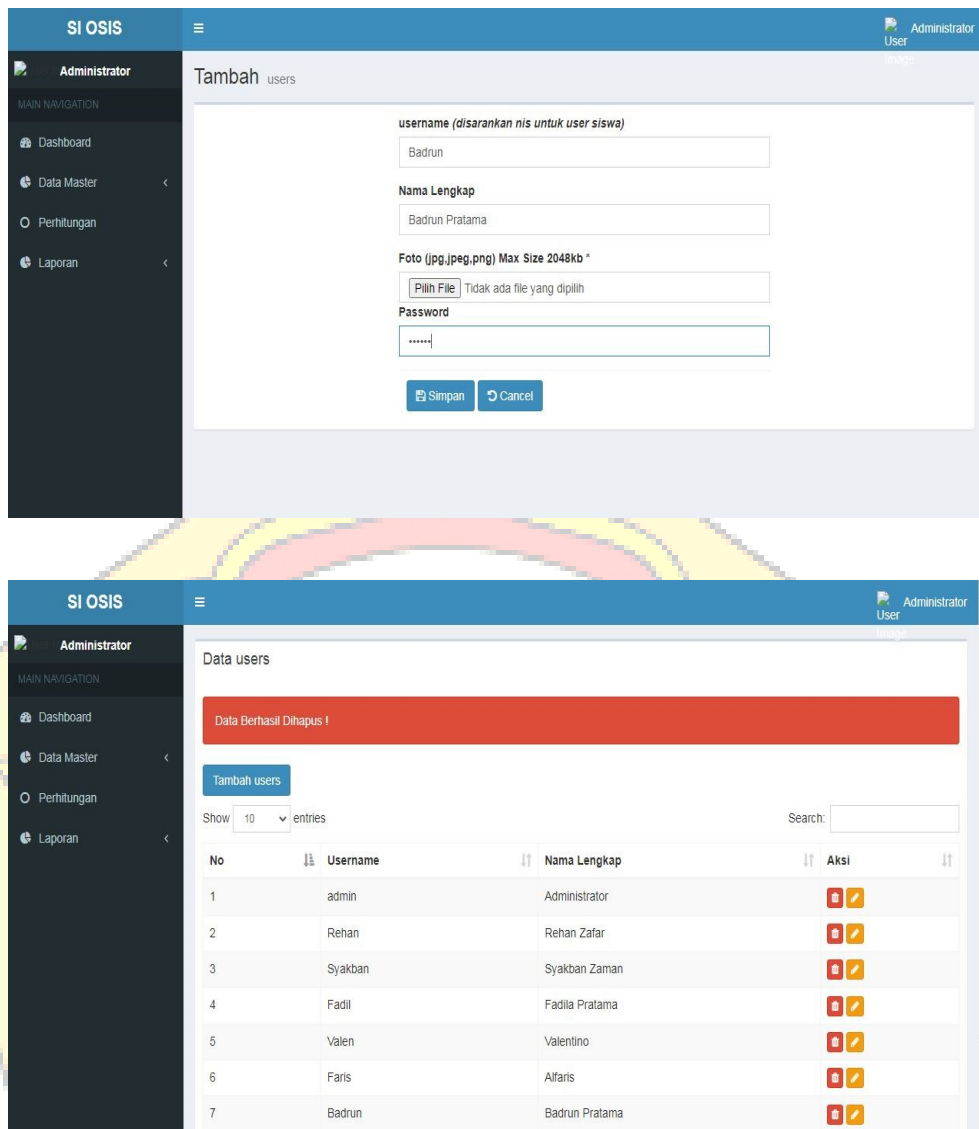 SI OSIS
User Image
Administrator
Administrator
Tambah users
MAIN NAVIGATION
Dashboard
Data Master
Perhitungan
Laporan
username (disarankan nis untuk user siswa)
Badrun
Nama Lengkap
Badrun Pratama
Foto (jpg,jpeg,png) Max Size 2048kb *
Pilih File Tidak ada file yang dipilih
Password
••••••
Simpan Cancel
SI OSIS
User Image
Administrator
Administrator
MAIN NAVIGATION
Dashboard
Data Master
Perhitungan
Laporan
Data users
Data Berhasil Dihapus !
Tambah users
Show 10 entries Search:
No Username Nama Lengkap Aksi
1 admin Administrator
2 Rehan Rehan Zafar
3 Syakban Syakban Zaman
4 Fadil Fadila Pratama
5 Valen Valentino
6 Faris Alfaris
7 Badrun Badrun Pratama